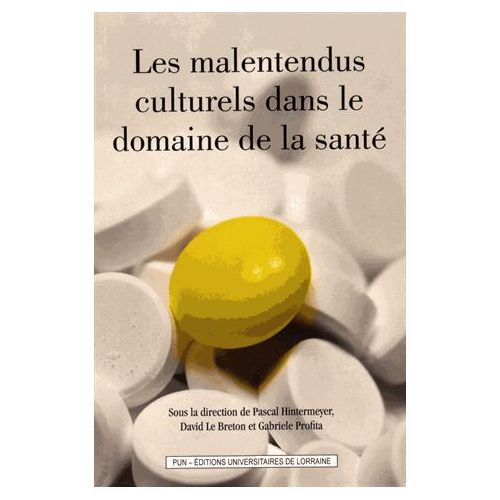 Les malentendus
culturels dans le
domaine de la santé
Sous la direction de Pascal Hintermeyer,
David Le Breton et Gabriele Profita
PUN – ÉDITIONS UNIVERSITAIRES DE LORRAINE